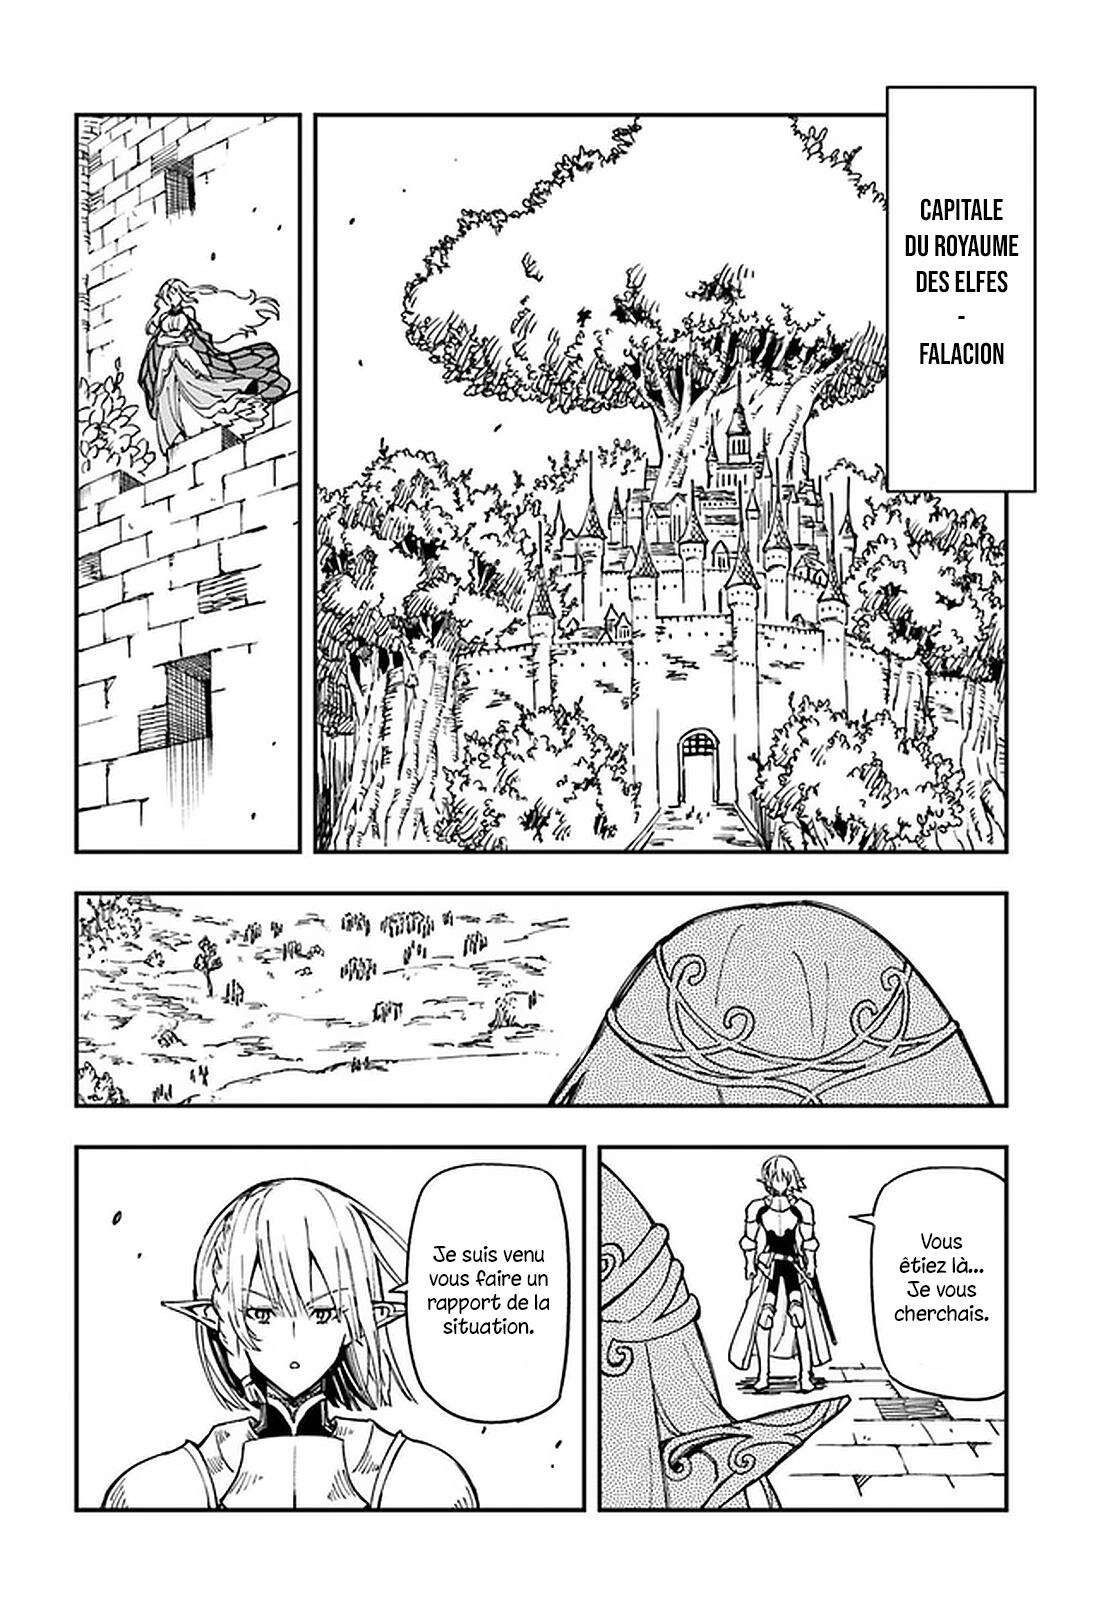 CAPITALE
DU ROYAUME
DES ELFES
-
FALACION
Vous
êtiez là...
Je vous
cherchais.
Je suis venu
vous faire un
rapport de la
situation.